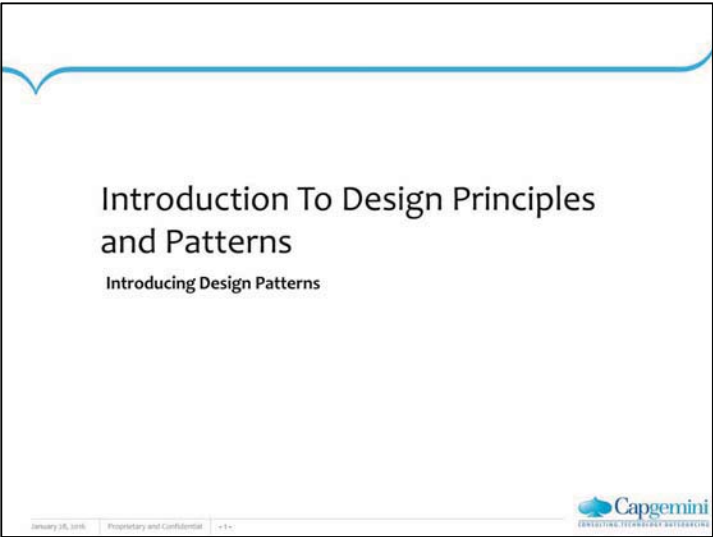 Introduction To Design Principles
and Patterns
Introducing Design Patterns
January 28, 2016
Proprietary and Confidential
- 1 -
Capgemini
CONSULTING.TECHNOLOGY.OUTSOURCING